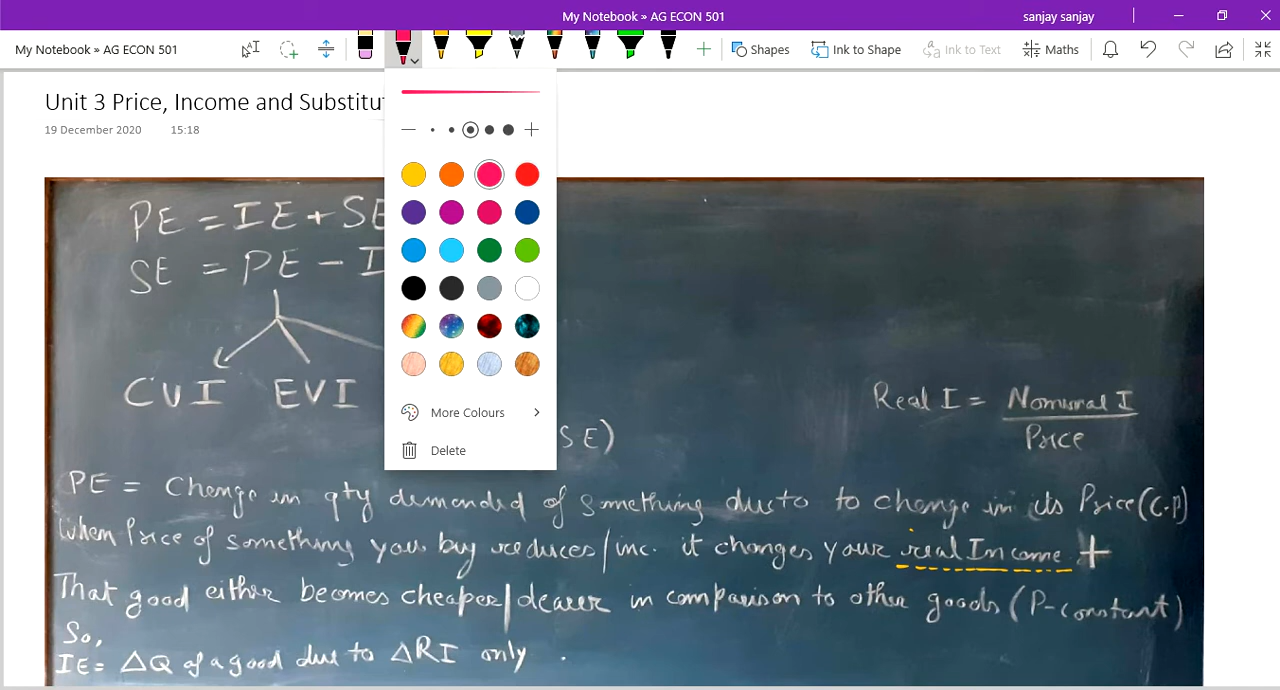 My Notebook » AG ECON 501
sanjay sanjay
My Notebook » AG ECON 501
Shapes
Ink to Shape
Ink to Text
Maths
Unit 3 Price, Income and Substitut
19 December 2020 15:18
More Colours
Delete
PE = IE + SE
SE = PE - I
CVI EVI
SE)
Real I = Nominal I
Price
PE = Change in qty demanded of something due to to change in its Price (C.P)
When Price of something you buy reduces/inc. it changes your real Income +
That good either becomes cheaper/dearer in comparison to other goods (P-constant)
So,
IE = △Q of a good due to △RI only .